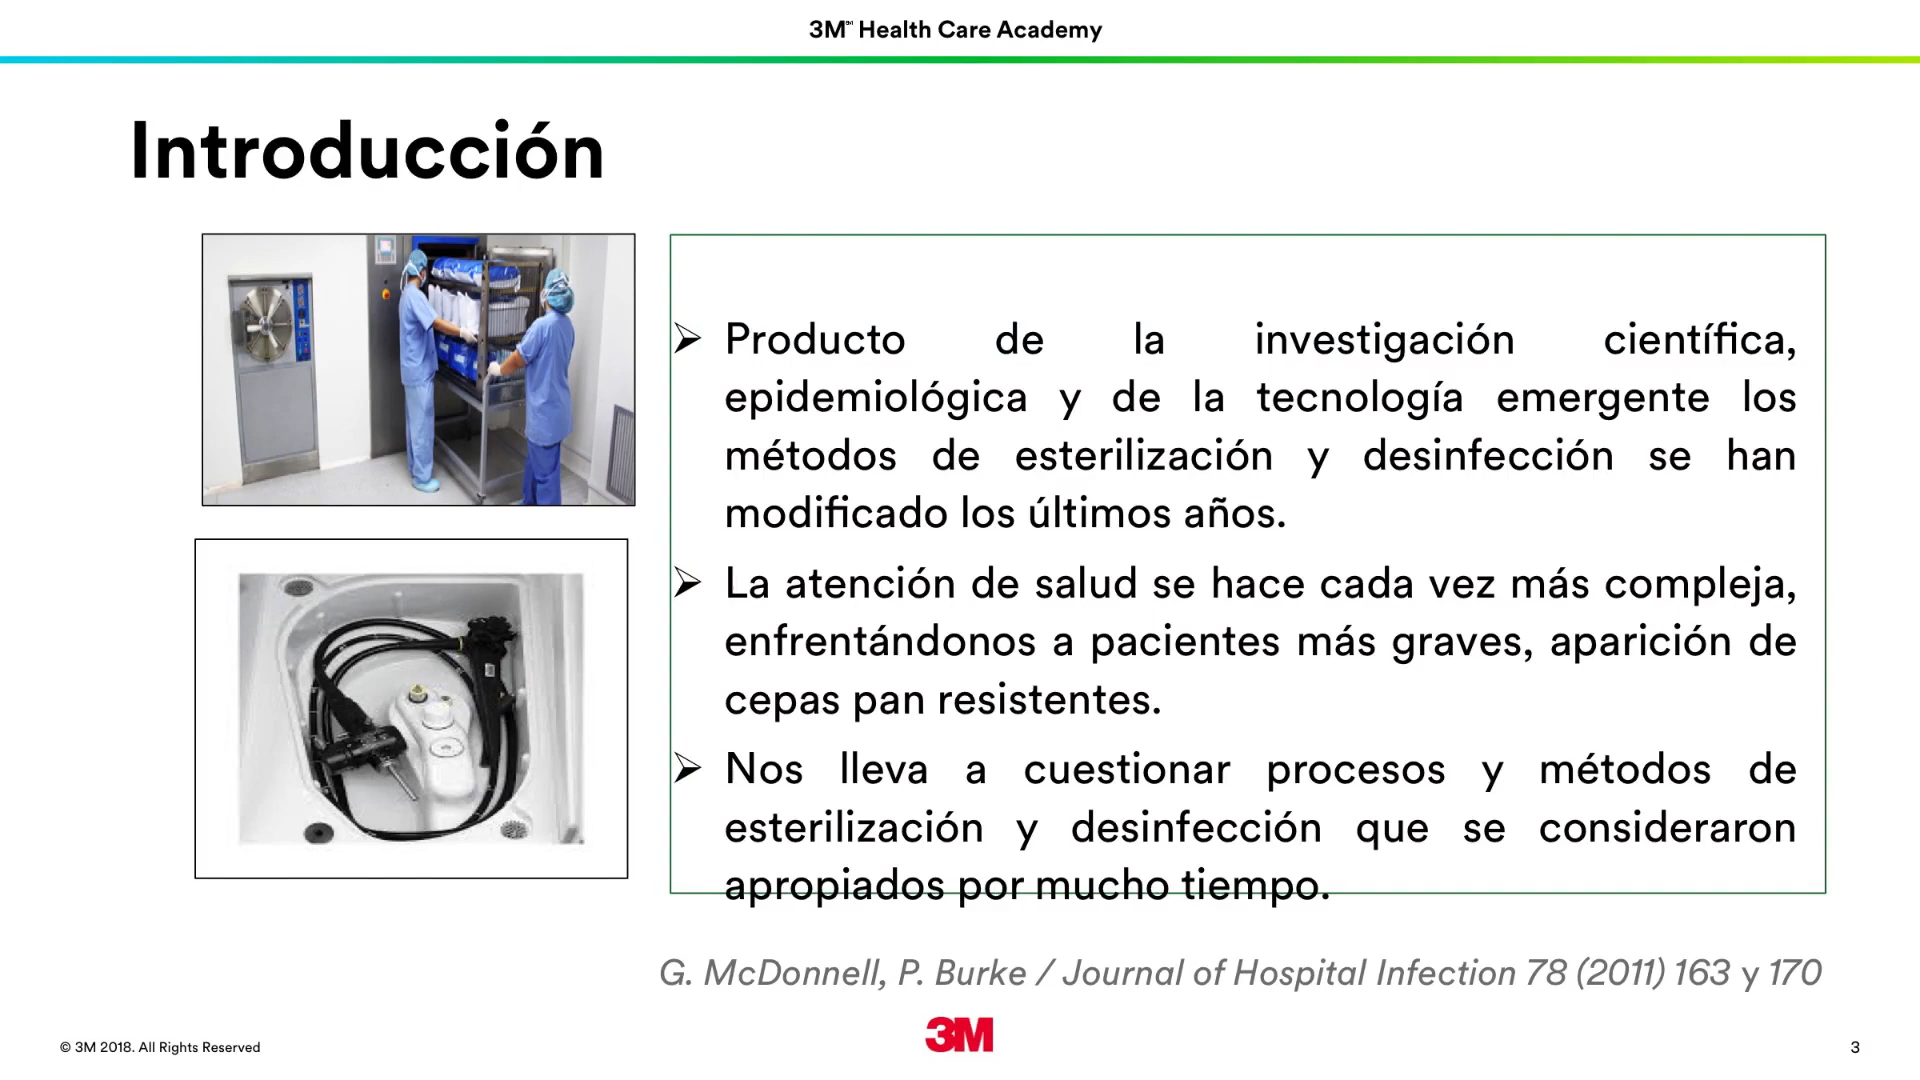 3M℠ Health Care Academy
Introducción
➢ Producto de la investigación científica,
epidemiológica y de la tecnología emergente los
métodos de esterilización y desinfección se han
modificado los últimos años.
➢ La atención de salud se hace cada vez más compleja,
enfrentándonos a pacientes más graves, aparición de
cepas pan resistentes.
➢ Nos lleva a cuestionar procesos y métodos de
esterilización y desinfección que se consideraron
apropiados por mucho tiempo.
G. McDonnell, P. Burke / Journal of Hospital Infection 78 (2011) 163 y 170
3M
© 3M 2018. All Rights Reserved
3